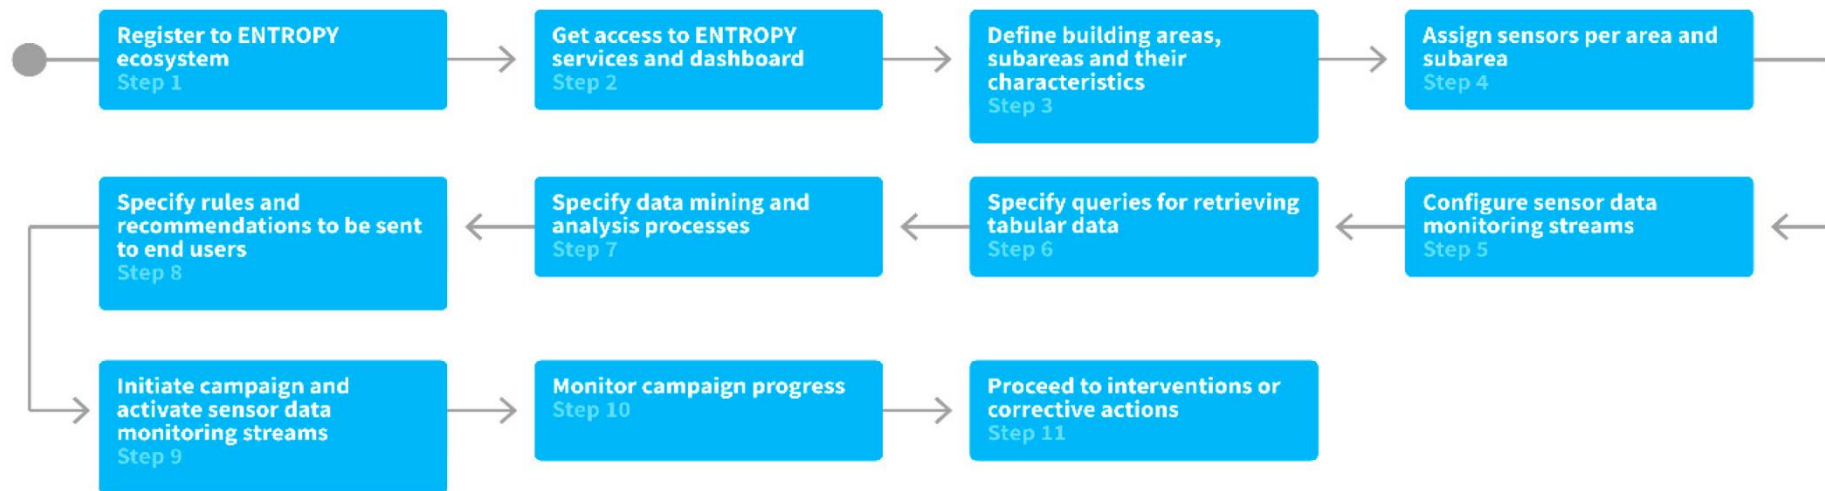 Register to ENTROPY
ecosystem
Step 1
Get access to ENTROPY
services and dashboard
Step 2
Define building areas,
subareas and their
characteristics
Step 3
Assign sensors per area and
subarea
Step 4
Configure sensor data
monitoring streams
Step 5
Specify queries for retrieving
tabular data
Step 6
Specify data mining and
analysis processes
Step 7
Specify rules and
recommendations to be sent
to end users
Step 8
Initiate campaign and
activate sensor data
monitoring streams
Step 9
Monitor campaign progress
Step 10
Proceed to interventions or
corrective actions
Step 11